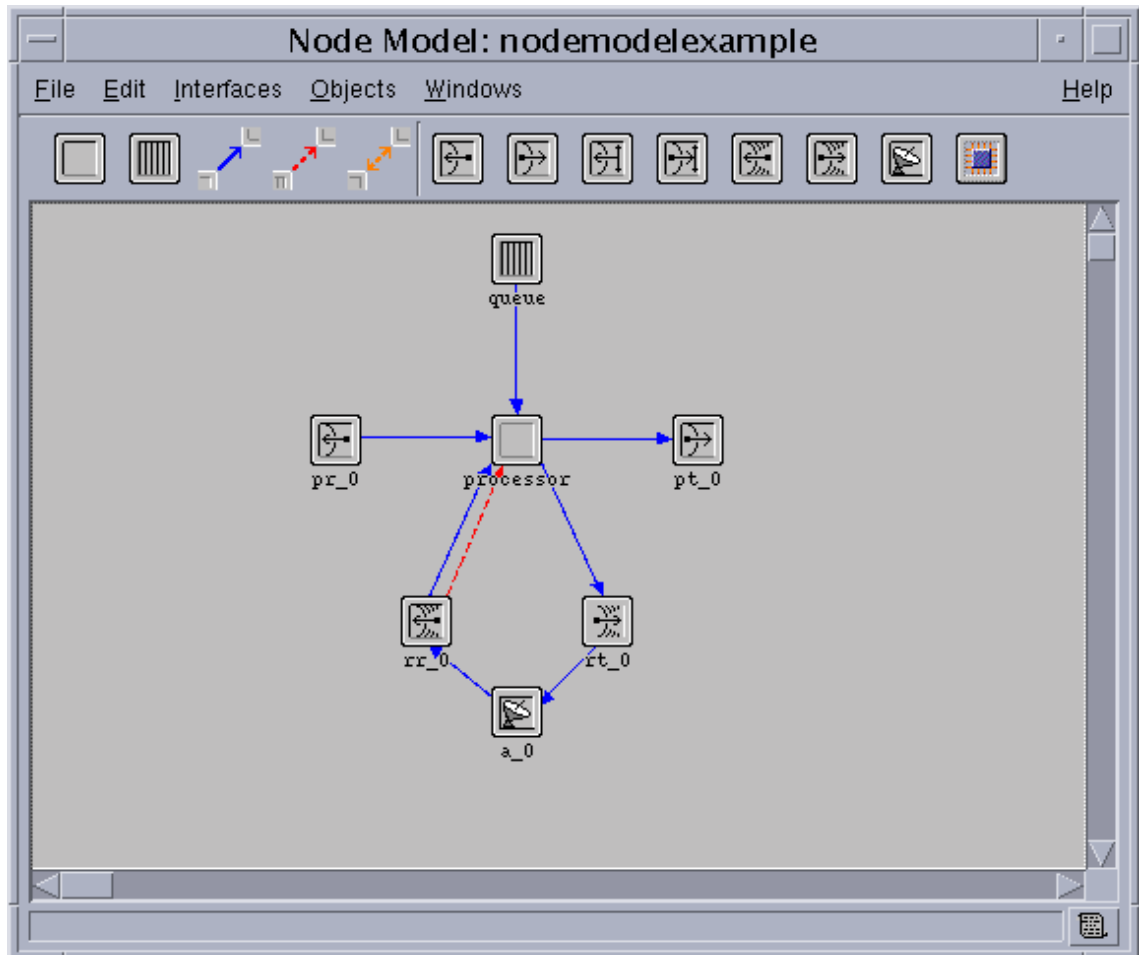 Node Model: nodemodelexample
File Edit Interfaces Objects Windows Help
queue
pr_0 processor pt_0
rr_0 rt_0
a_0